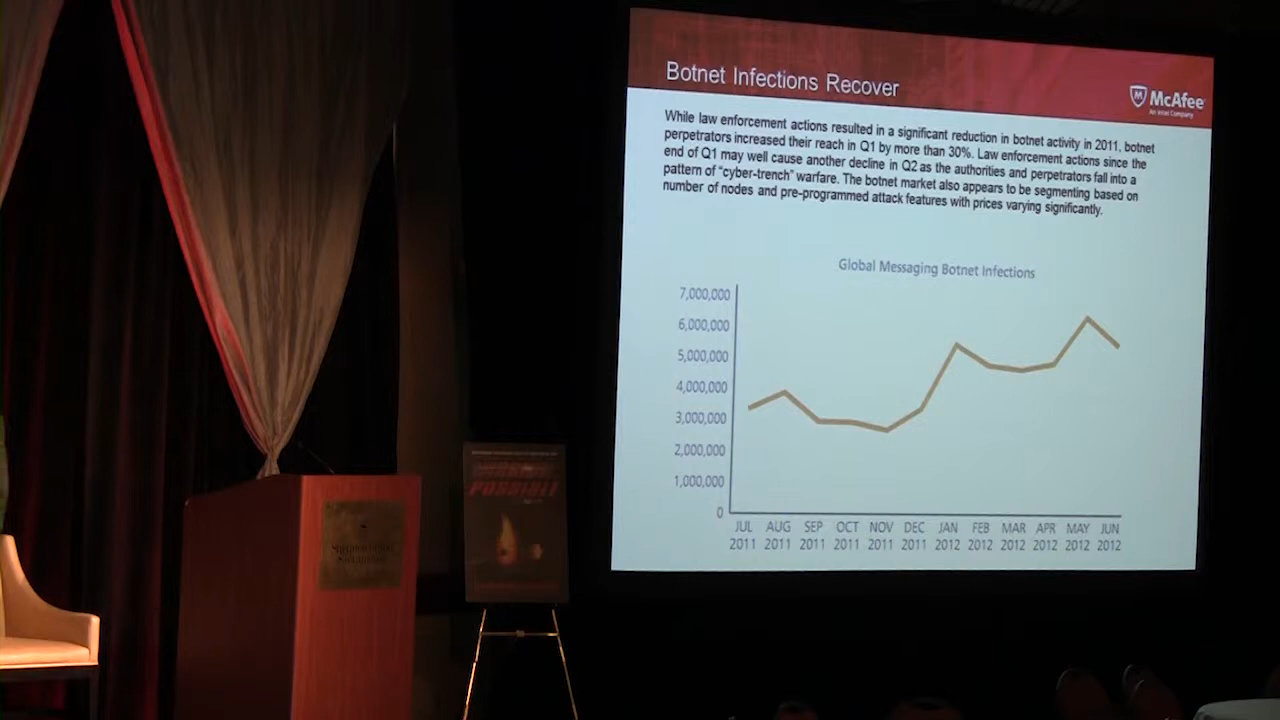 Botnet Infections Recover
McAfee
An Intel Company
While law enforcement actions resulted in a significant reduction in botnet activity in 2011, botnet
perpetrators increased their reach in Q1 by more than 30%. Law enforcement actions since the
end of Q1 may well cause another decline in Q2 as the authorities and perpetrators fall into a
pattern of “cyber-trench” warfare. The botnet market also appears to be segmenting based on
number of nodes and pre-programmed attack features with prices varying significantly.
Global Messaging Botnet Infections
7,000,000
6,000,000
5,000,000
4,000,000
3,000,000
2,000,000
1,000,000
0
JUL AUG SEP OCT NOV DEC JAN FEB MAR APR MAY JUN
2011 2011 2011 2011 2011 2011 2012 2012 2012 2012 2012 2012